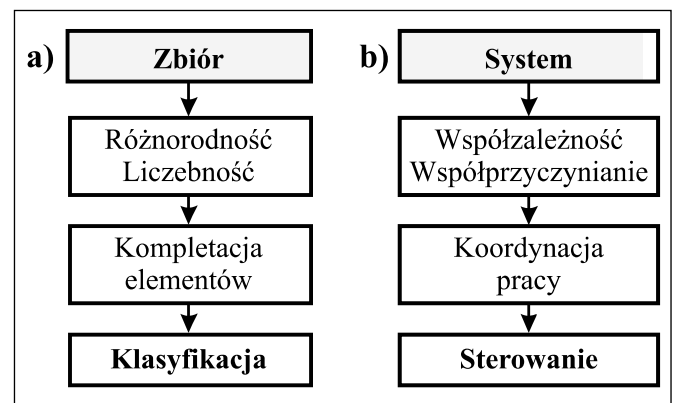 a)
Zbiór
Różnorodność
Liczebność
Kompletacja
elementów
Klasyfikacja
b)
System
Współzależność
Współprzyczynianie
Koordynacja
pracy
Sterowanie